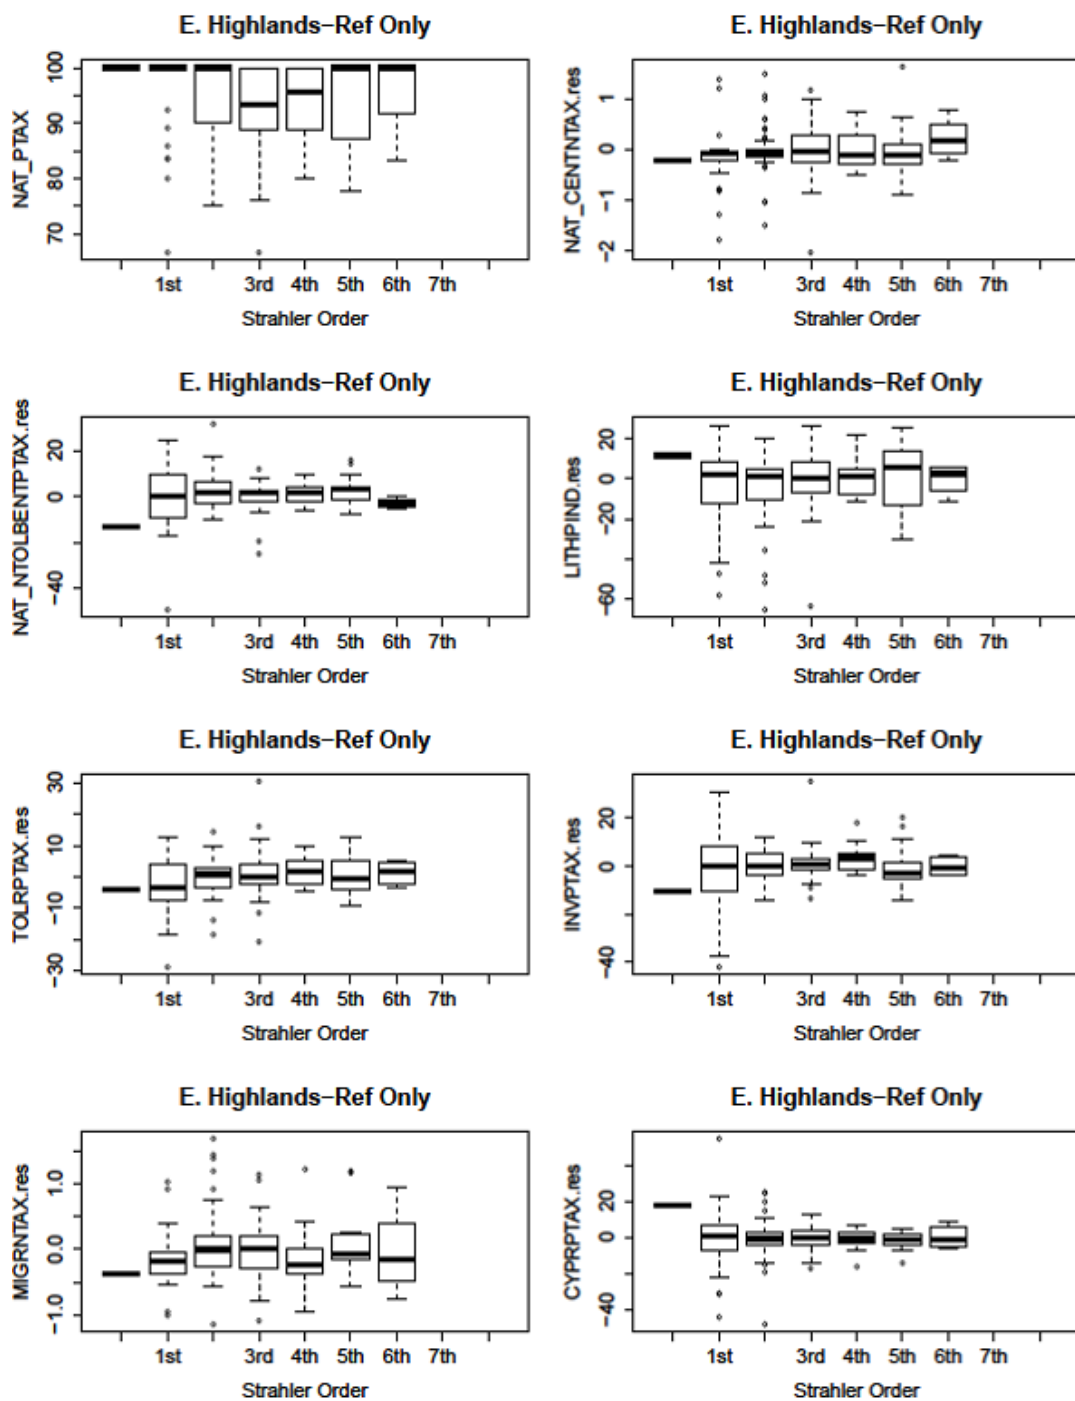 E. Highlands-Ref Only
NAT_PTAX
100
90
80
70
1st 3rd 4th 5th 6th 7th
Strahler Order
E. Highlands-Ref Only
NAT_CENTNTAX.res
1
0
-1
-2
1st 3rd 4th 5th 6th 7th
Strahler Order
E. Highlands-Ref Only
NAT_NTOLBENTPTAX.res
20
0
-40
1st 3rd 4th 5th 6th 7th
Strahler Order
E. Highlands-Ref Only
LITHPIND.res
20
0
-20
-60
1st 3rd 4th 5th 6th 7th
Strahler Order
E. Highlands-Ref Only
TOLRPTAX.res
30
10
-10
-30
1st 3rd 4th 5th 6th 7th
Strahler Order
E. Highlands-Ref Only
INVPTAX.res
20
0
-40
1st 3rd 4th 5th 6th 7th
Strahler Order
E. Highlands-Ref Only
MIGRNTAX.res
1.0
0.0
-1.0
1st 3rd 4th 5th 6th 7th
Strahler Order
E. Highlands-Ref Only
CYPRPTAX.res
20
0
-40
1st 3rd 4th 5th 6th 7th
Strahler Order